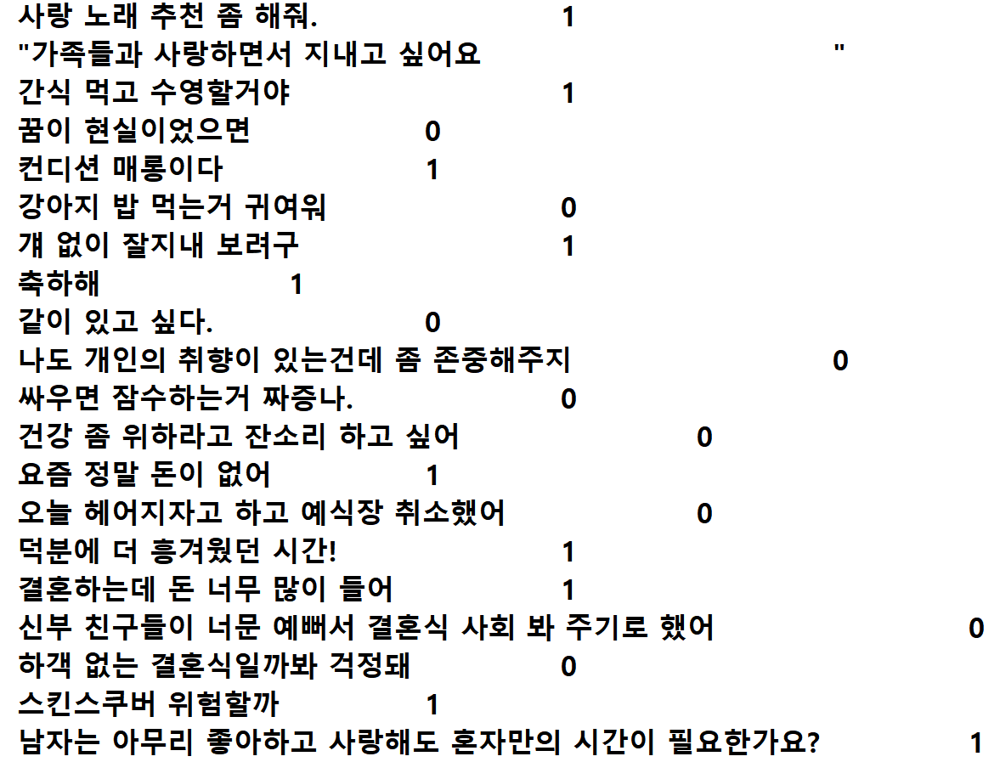 사랑 노래 추천 좀 해줘. 1
"가족들과 사랑하면서 지내고 싶어요 "
간식 먹고 수영할거야 1
꿈이 현실이었으면 0
컨디션 매롱이다 1
강아지 밥 먹는거 귀여워 0
걔 없이 잘지내 보려구 1
축하해 1
같이 있고 싶다. 0
나도 개인의 취향이 있는건데 좀 존중해주지 0
싸우면 잠수하는거 짜증나. 0
건강 좀 위하라고 잔소리 하고 싶어 0
요즘 정말 돈이 없어 1
오늘 헤어지자고 하고 예식장 취소했어 0
덕분에 더 흥겨웠던 시간! 1
결혼하는데 돈 너무 많이 들어 1
신부 친구들이 너문 예뻐서 결혼식 사회 봐 주기로 했어 0
하객 없는 결혼식일까봐 걱정돼 0
스킨스쿠버 위험할까 1
남자는 아무리 좋아하고 사랑해도 혼자만의 시간이 필요한가요? 1